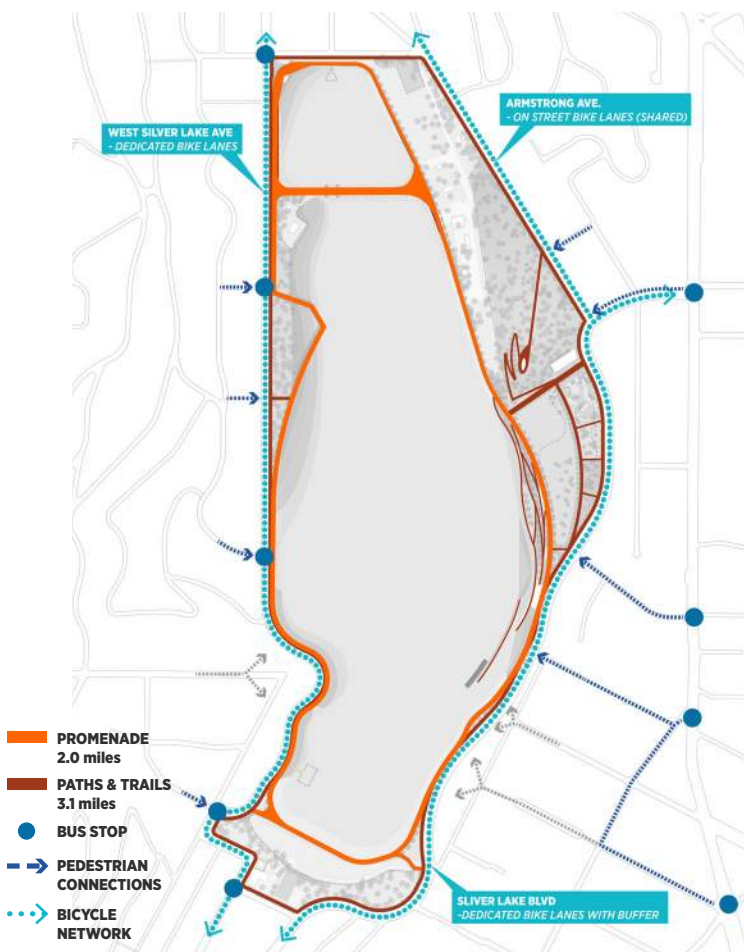 ARMSTRONG AVE.
- ON STREET BIKE LANES (SHARED)
WEST SILVER LAKE AVE
- DEDICATED BIKE LANES
PROMENADE
2.0 miles
PATHS & TRAILS
3.1 miles
BUS STOP
PEDESTRIAN
CONNECTIONS
BICYCLE
NETWORK
SLIVER LAKE BLVD
-DEDICATED BIKE LANES WITH BUFFER